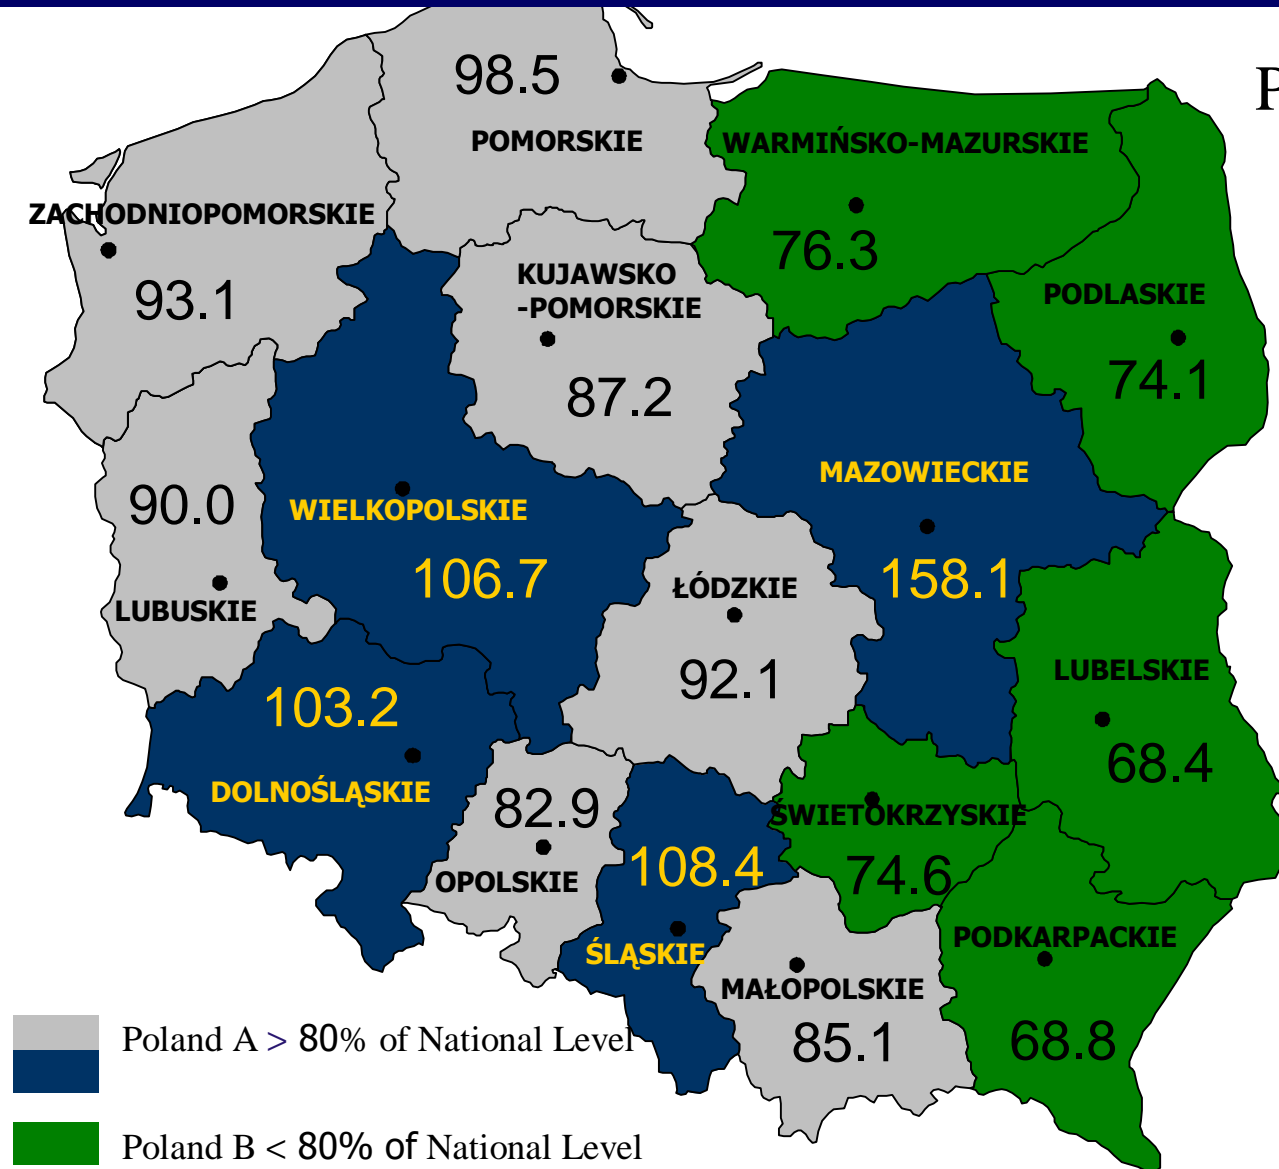 P
98.5
POMORSKIE
WARMIŃSKO-MAZURSKIE
ZACHODNIOPOMORSKIE
76.3
93.1
KUJAWSKO
-POMORSKIE
PODLASKIE
87.2
74.1
MAZOWIECKIE
90.0
WIELKOPOLSKIE
106.7
158.1
ŁÓDZKIE
LUBUSKIE
92.1
LUBELSKIE
103.2
68.4
DOLNOŚLĄSKIE
82.9
ŚWIETOKRZYSKIE
108.4
74.6
OPOLSKIE
PODKARPACKIE
ŚLĄSKIE
MAŁOPOLSKIE
85.1
68.8
Poland A > 80% of National Level
Poland B < 80% of National Level